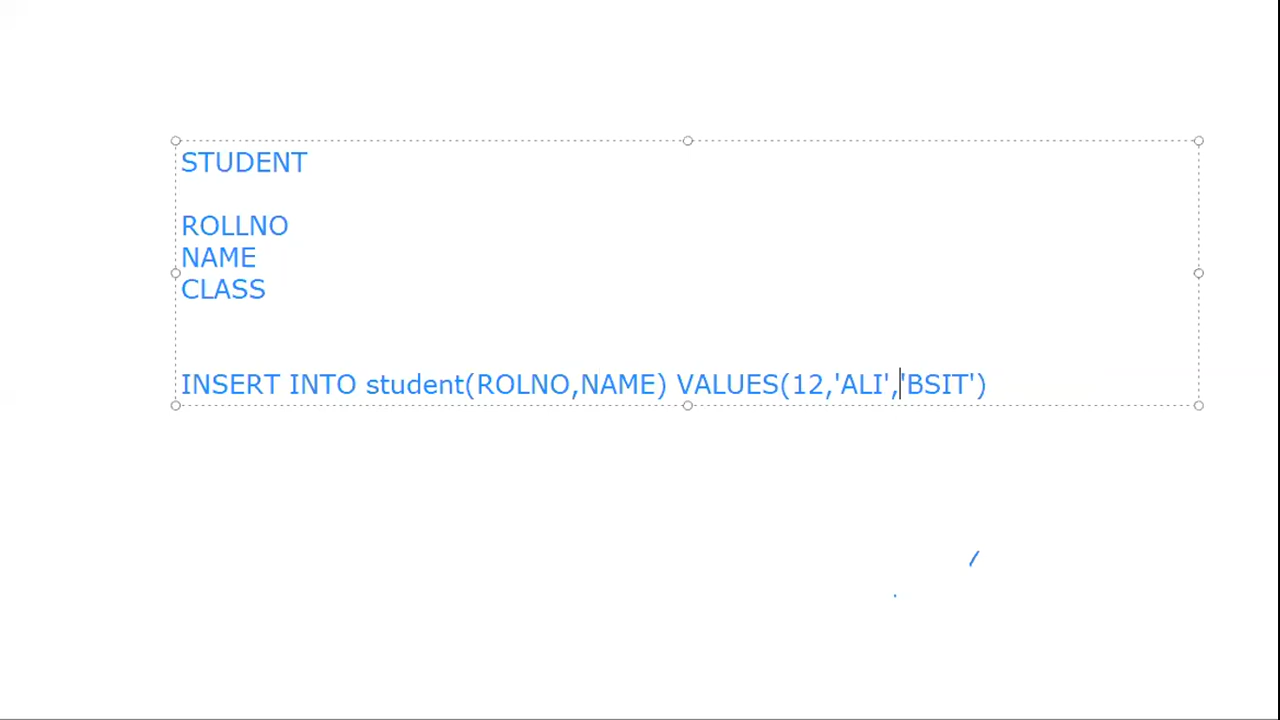 STUDENT
ROLLNO
NAME
CLASS
INSERT INTO student(ROLNO,NAME) VALUES(12,'ALI','BSIT')